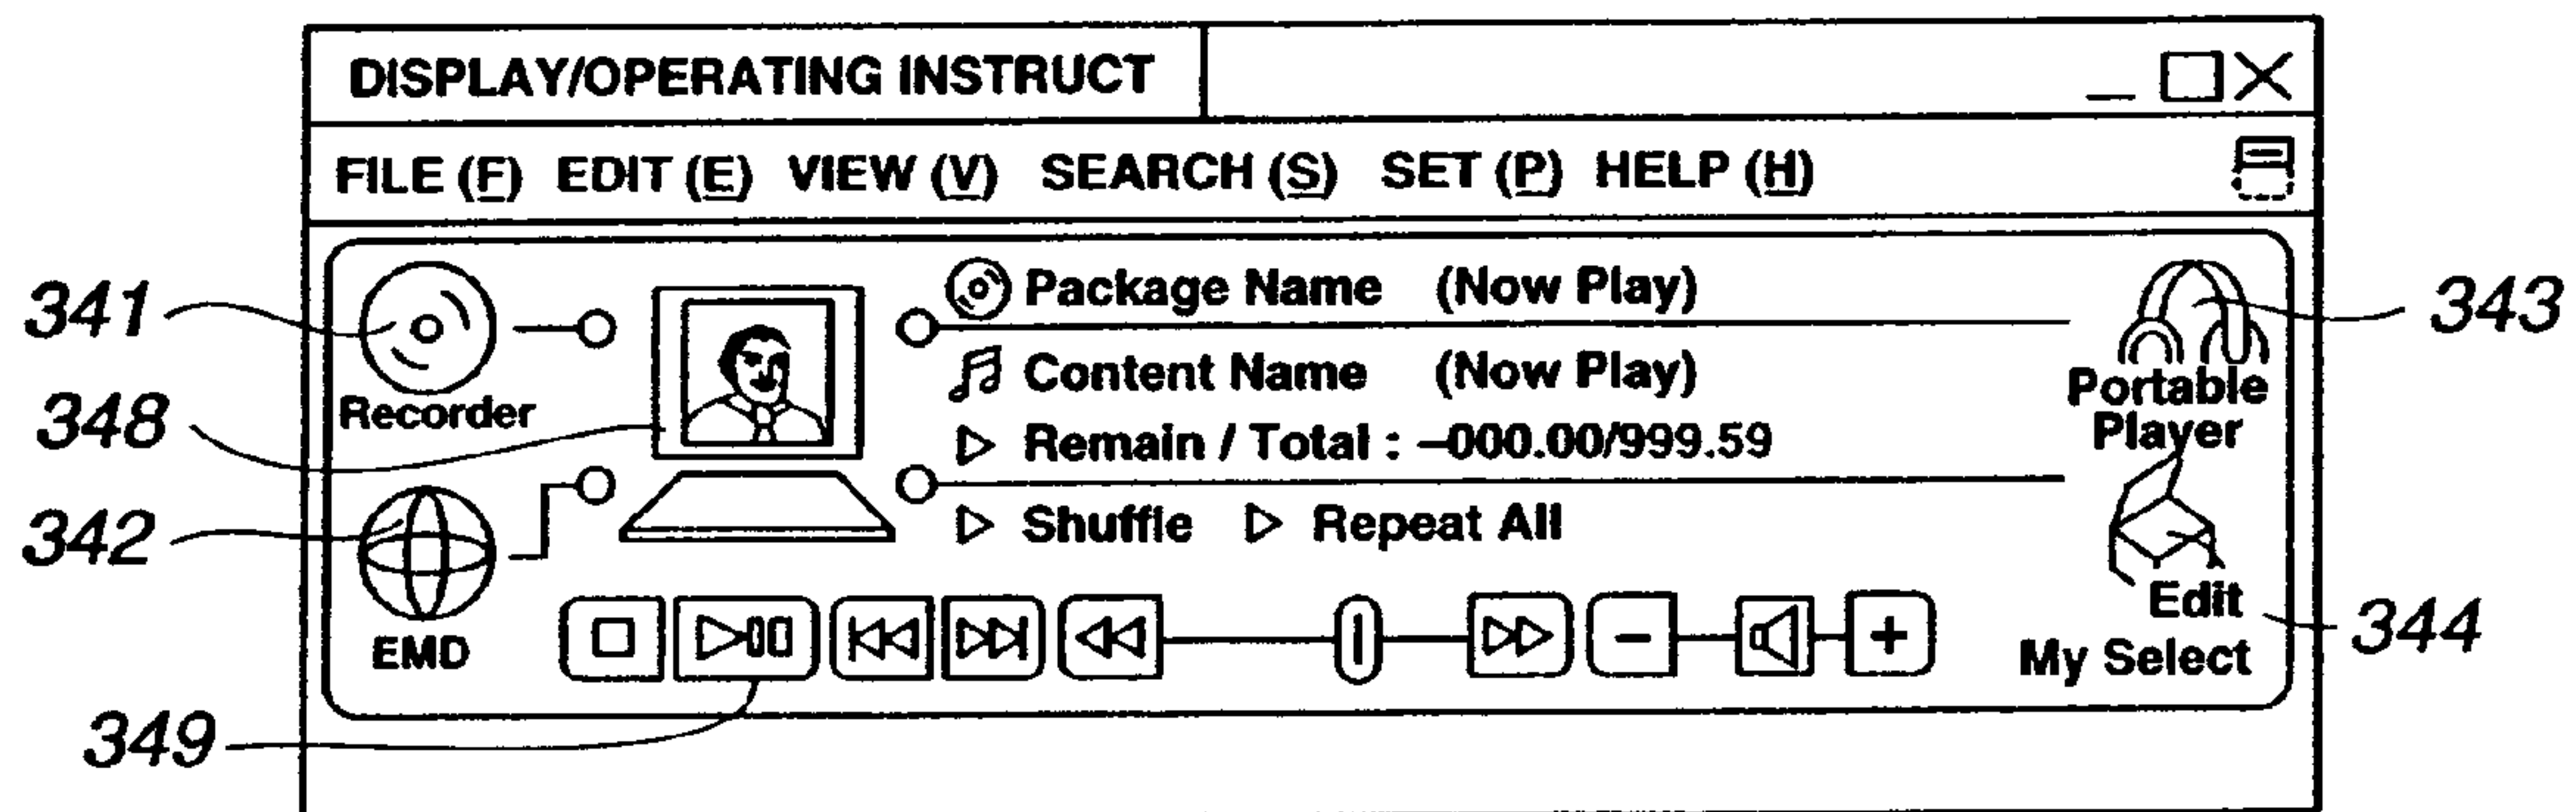 DISPLAY/OPERATING INSTRUCT
FILE (F) EDIT (E) VIEW (V) SEARCH (S) SET (P) HELP (H)
341
Recorder
348
342
EMD
349
Package Name (Now Play)
Content Name (Now Play)
Remain / Total : –000.00/999.59
Shuffle Repeat All
343
Portable
Player
Edit
344
My Select